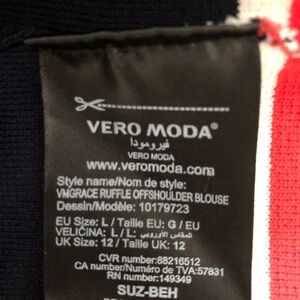 VERO MODA®
فيرومودا
VERO MODA
www.veromoda.com
Style name/Nom de style:
VMGRACE RUFFLE OFFSHOULDER BLOUSE
Dessin/Modèle: 10179723
EU Size: L / Taille EU: G / EU
VELIČINA: L / L: المقاس الأوروبي
UK Size: 12 / Taille UK: 12
CVR number: 88216512
CA number/Numéro de TVA:57831
RN number: 149349
SUZ-BEH